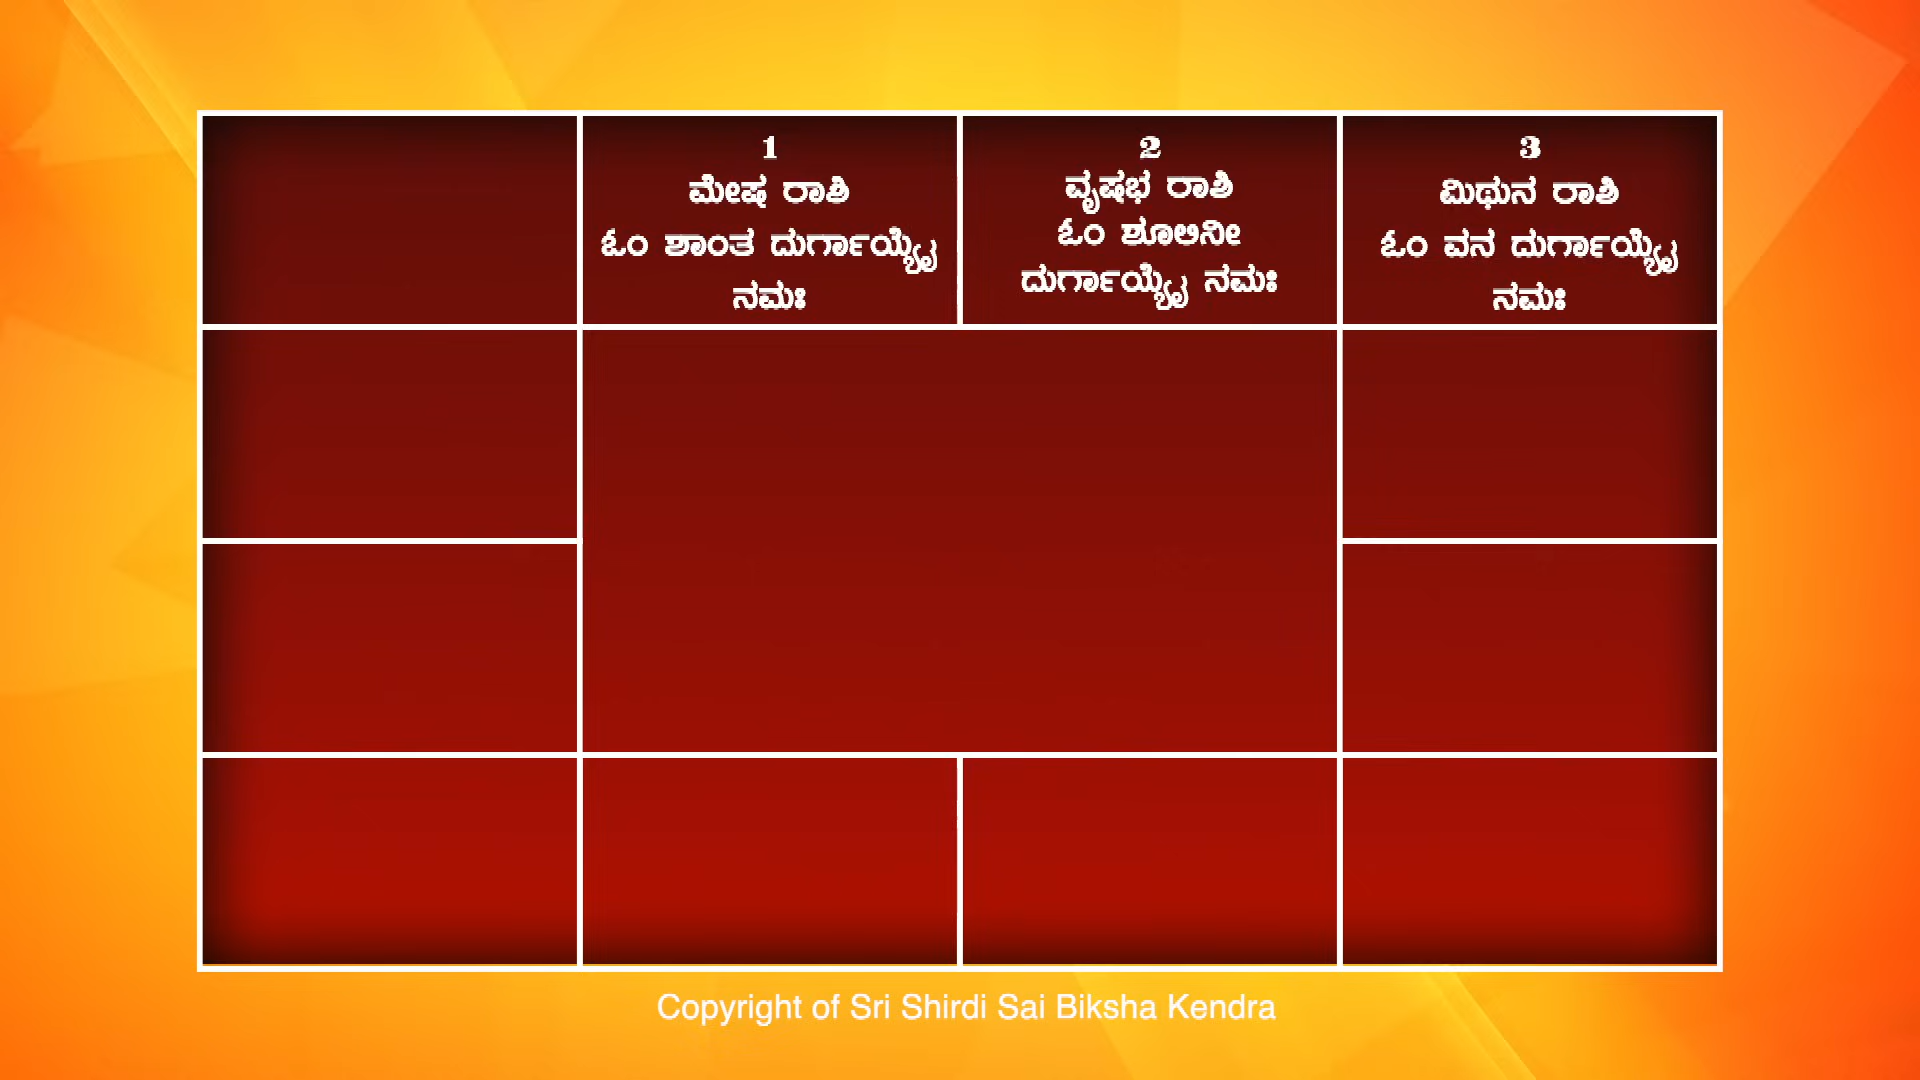 1
ಮೇಷ ರಾಶಿ
ಓಂ ಶಾಂತ ದುರ್ಗಾಯ್ಯೈ
ನಮಃ
2
ವೃಷಭ ರಾಶಿ
ಓಂ ಶೂಲಿನೀ
ದುರ್ಗಾಯ್ಯೈ ನಮಃ
3
ಮಿಥುನ ರಾಶಿ
ಓಂ ವನ ದುರ್ಗಾಯ್ಯೈ
ನಮಃ
Copyright of Sri Shirdi Sai Biksha Kendra